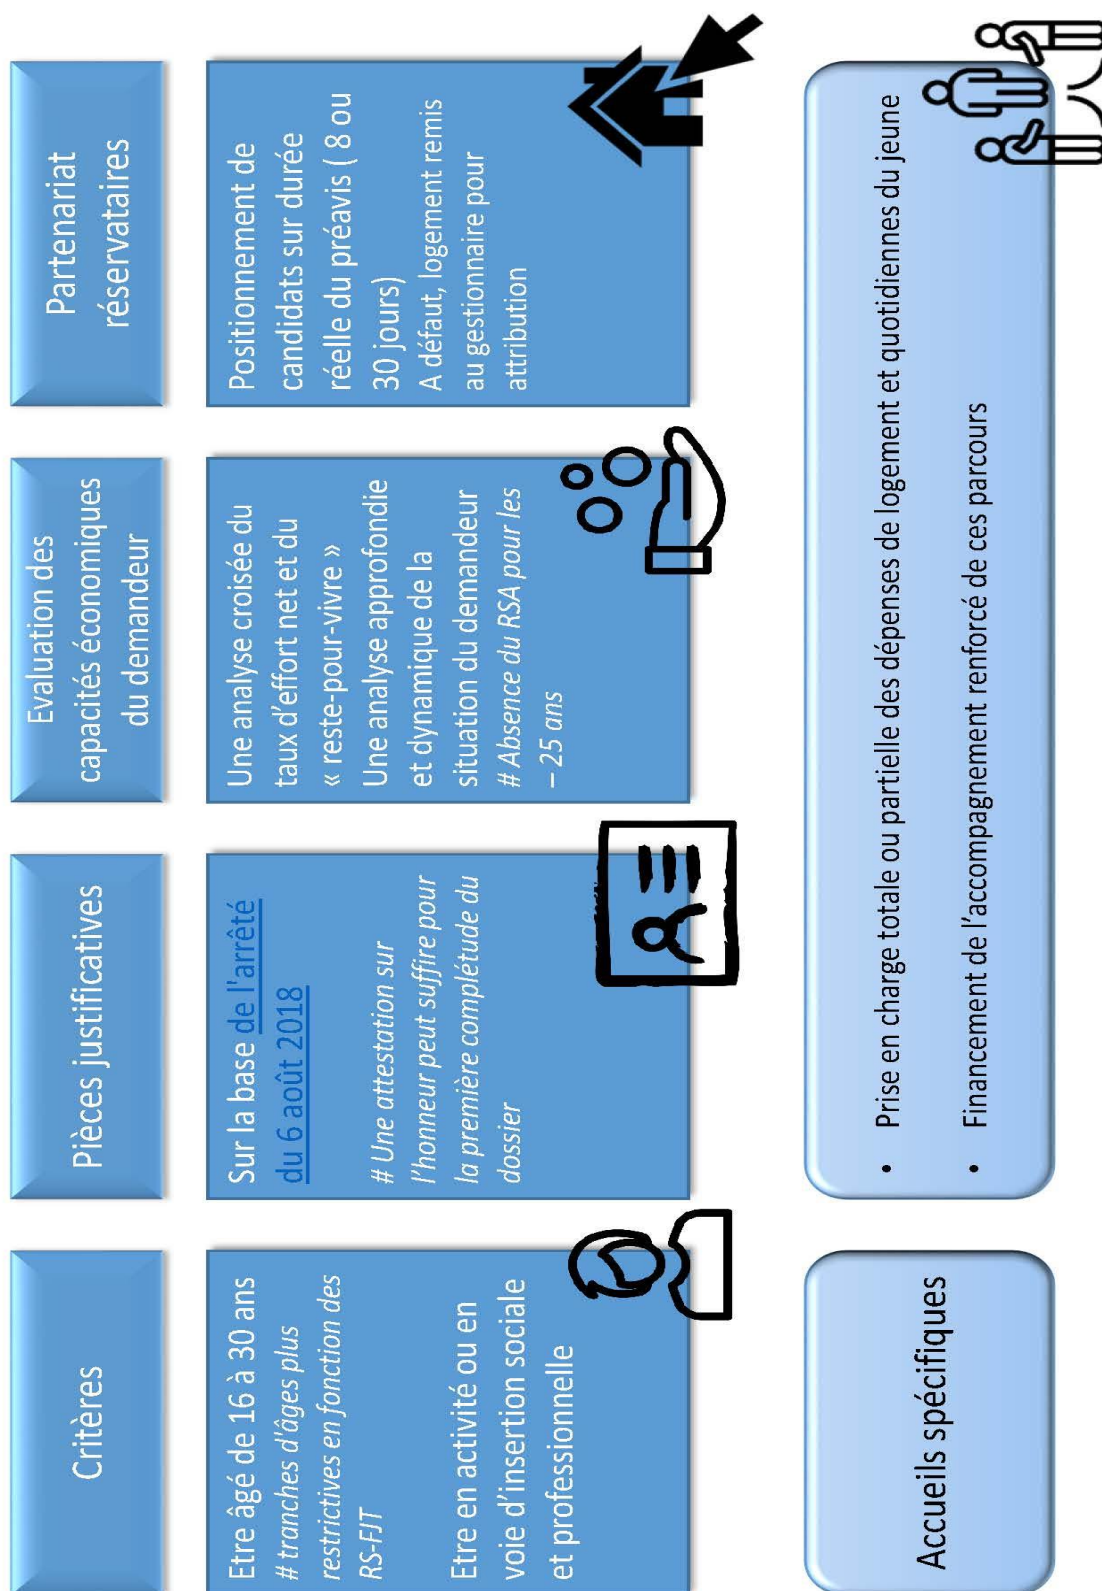 Critères
Etre âgé de 16 à 30 ans
# tranches d'âges plus
restrictives en fonction des
RS-FJT
Etre en activité ou en
voie d'insertion sociale
et professionnelle
Pièces justificatives
Sur la base de l'arrêté
du 6 août 2018
# Une attestation sur
l'honneur peut suffire pour
la première complétude du
dossier
Evaluation des
capacités économiques
du demandeur
Une analyse croisée du
taux d'effort net et du
« reste-pour-vivre »
Une analyse approfondie
et dynamique de la
situation du demandeur
# Absence du RSA pour les
– 25 ans
Partenariat
réservataires
Positionnement de
candidats sur durée
réelle du préavis ( 8 ou
30 jours)
A défaut, logement remis
au gestionnaire pour
attribution
Accueils spécifiques
• Prise en charge totale ou partielle des dépenses de logement et quotidiennes du jeune
• Financement de l'accompagnement renforcé de ces parcours